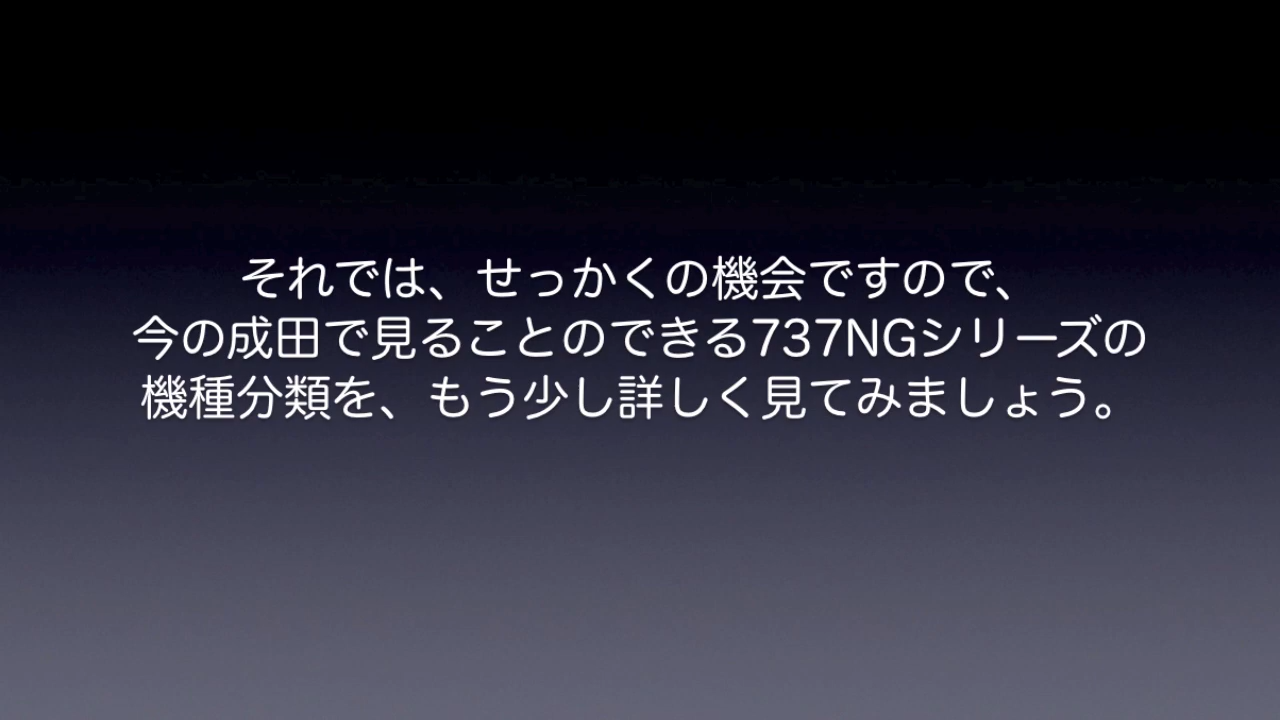 それでは、せっかくの機会ですので、
今の成田で見ることのできる737NGシリーズの
機種分類を、もう少し詳しく見てみましょう。